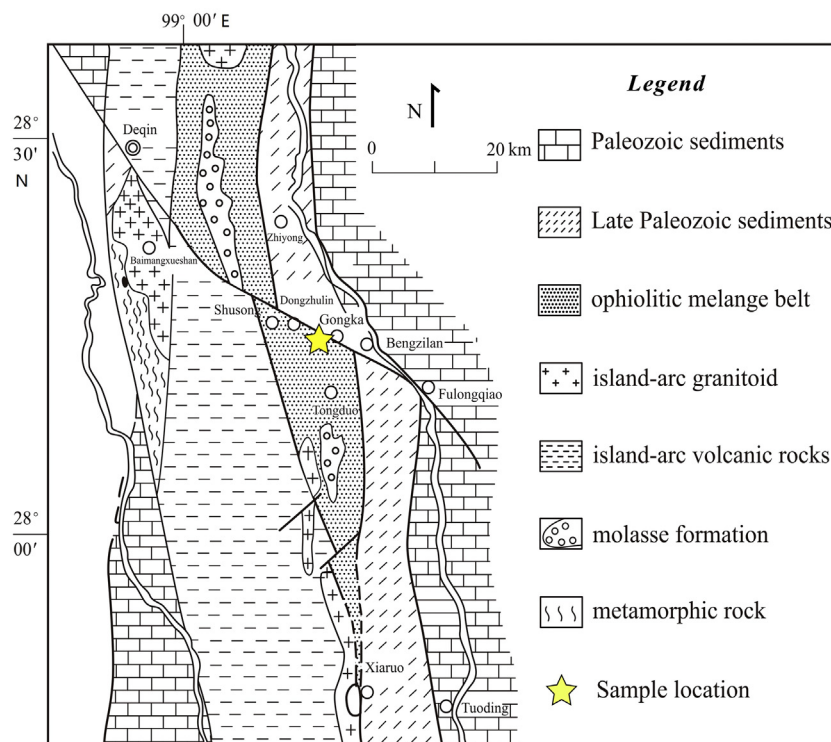 99° 00′ E
28°
30'
N
Deqin
Baimangxueshan
Zhiyong
Shusong
Dongzhulin
Gongka
Bengzilan
Tongduo
Fulongqiao
28°
00′
Xiaruo
Tuoding
N
0
20 km
Legend
Paleozoic sediments
Late Paleozoic sediments
ophiolitic melange belt
island-arc granitoid
island-arc volcanic rocks
molasse formation
metamorphic rock
Sample location